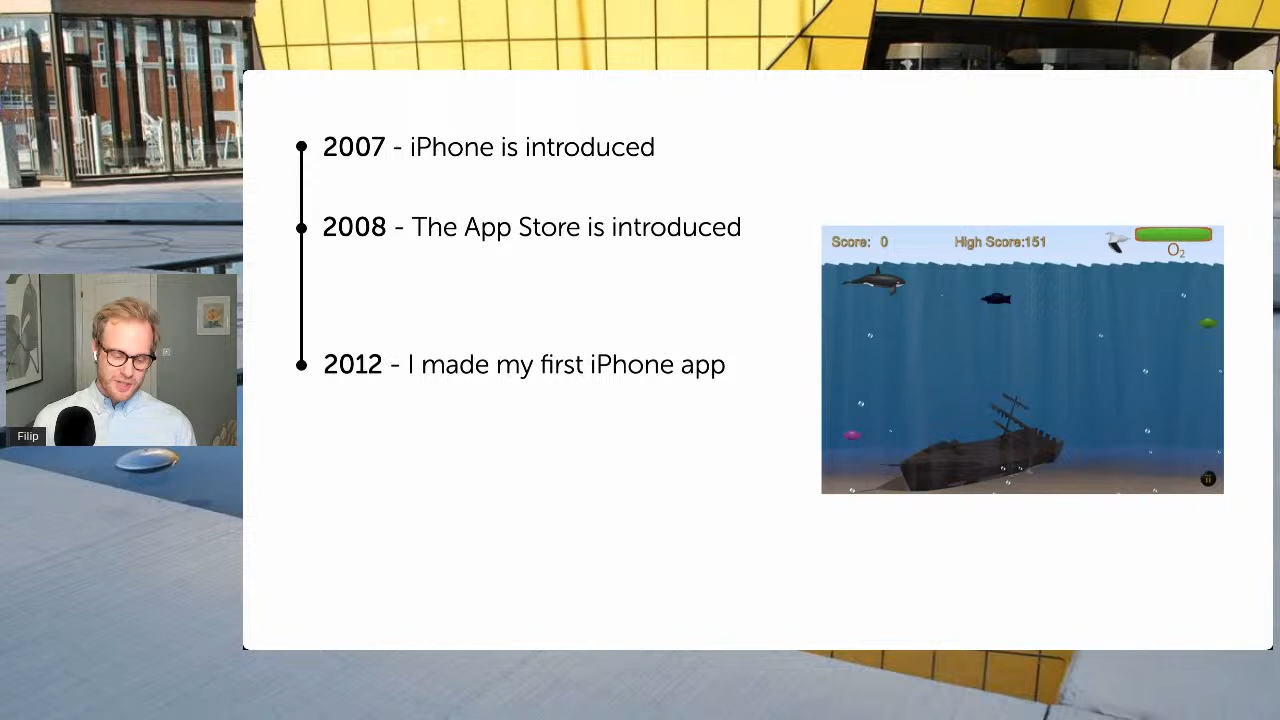 2007 - iPhone is introduced
2008 - The App Store is introduced
Score: 0
High Score:151
O₂
2012 - I made my first iPhone app
Filip